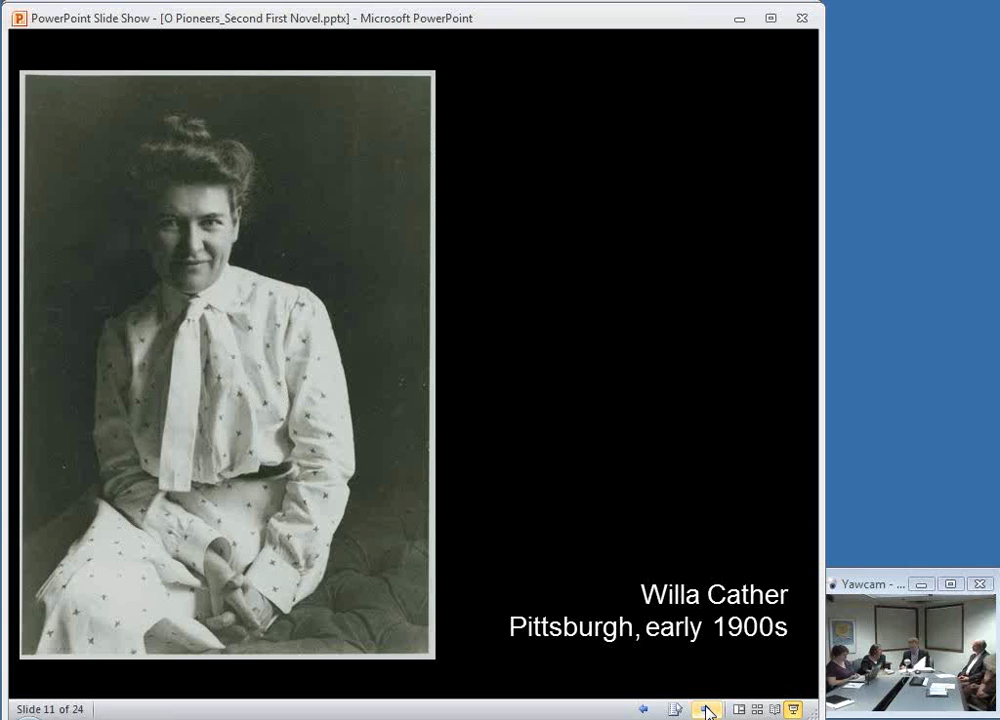 PowerPoint Slide Show - [O Pioneers_Second First Novel.pptx] - Microsoft PowerPoint
Willa Cather
Pittsburgh, early 1900s
Yawcam - ...
Slide 11 of 24